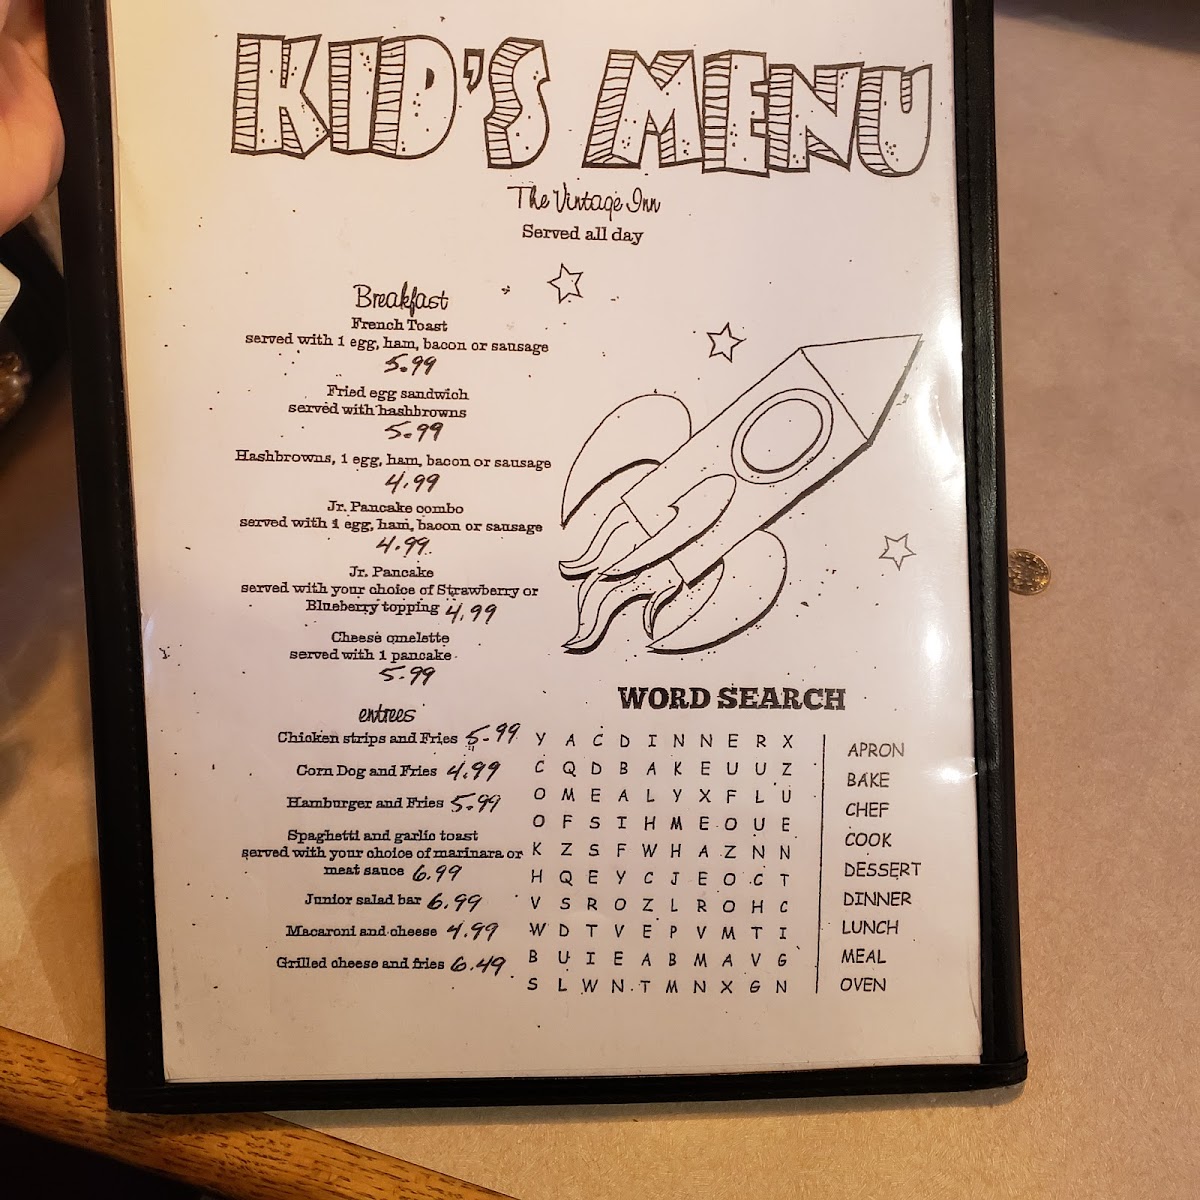 KID'S MENU
The Vintage Inn
Served all day
Breakfast
French Toast
served with 1 egg, ham, bacon or sausage
5.99
Fried egg sandwich
served with hashbrowns
5.99
Hashbrowns, 1 egg, ham, bacon or sausage
4.99
Jr. Pancake combo
served with 1 egg, ham, bacon or sausage
4.99
Jr. Pancake
served with your choice of Strawberry or
Blueberry topping 4.99
Cheese omelette
served with 1 pancake
5.99
entrees
Chicken strips and Fries 5.99
Corn Dog and Fries 4.99
Hamburger and Fries 5.99
Spaghetti and garlic toast
served with your choice of marinara or
meat sauce 6.99
Junior salad bar 6.99
Macaroni and cheese 4.99
Grilled cheese and fries 6.49
WORD SEARCH
Y A C D I N N E R X
C Q D B A K E U U Z
O M E A L Y X F L U
O F S I H M E O U E
K Z S F W H A Z N N
H Q E Y C J E O C T
V S R O Z L R O H C
W D T V E P V M T I
B U I E A B M A V G
S L W N T M N X G N
APRON
BAKE
CHEF
COOK
DESSERT
DINNER
LUNCH
MEAL
OVEN